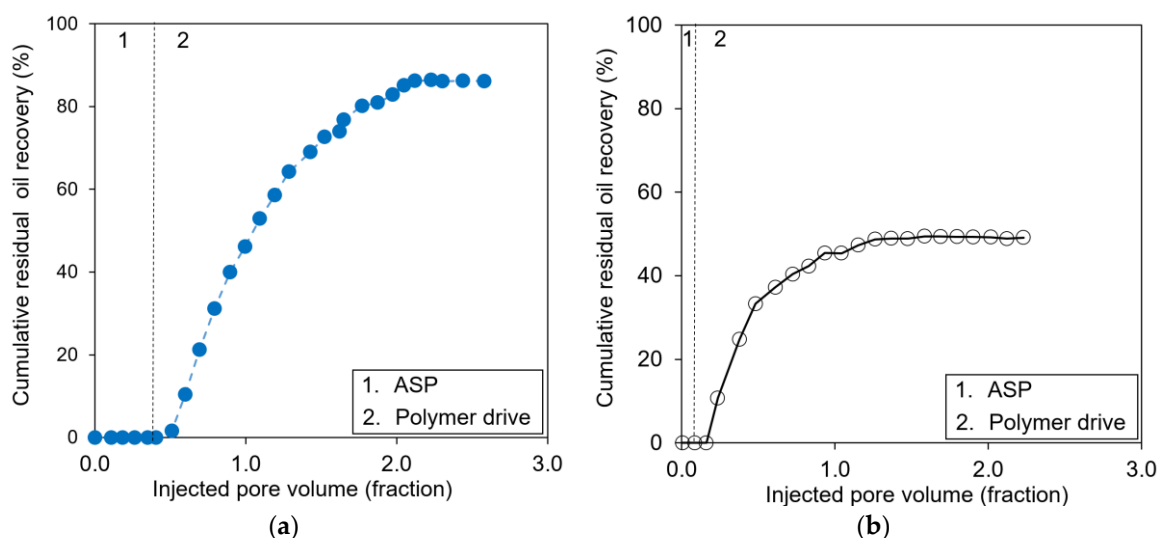 Cumulative residual oil recovery (%)
100
80
60
40
20
0
1 2
1. ASP
2. Polymer drive
0.0 1.0 2.0 3.0
Injected pore volume (fraction)
(a)
Cumulative residual oil recovery (%)
100
80
60
40
20
0
1 2
1. ASP
2. Polymer drive
0.0 1.0 2.0 3.0
Injected pore volume (fraction)
(b)